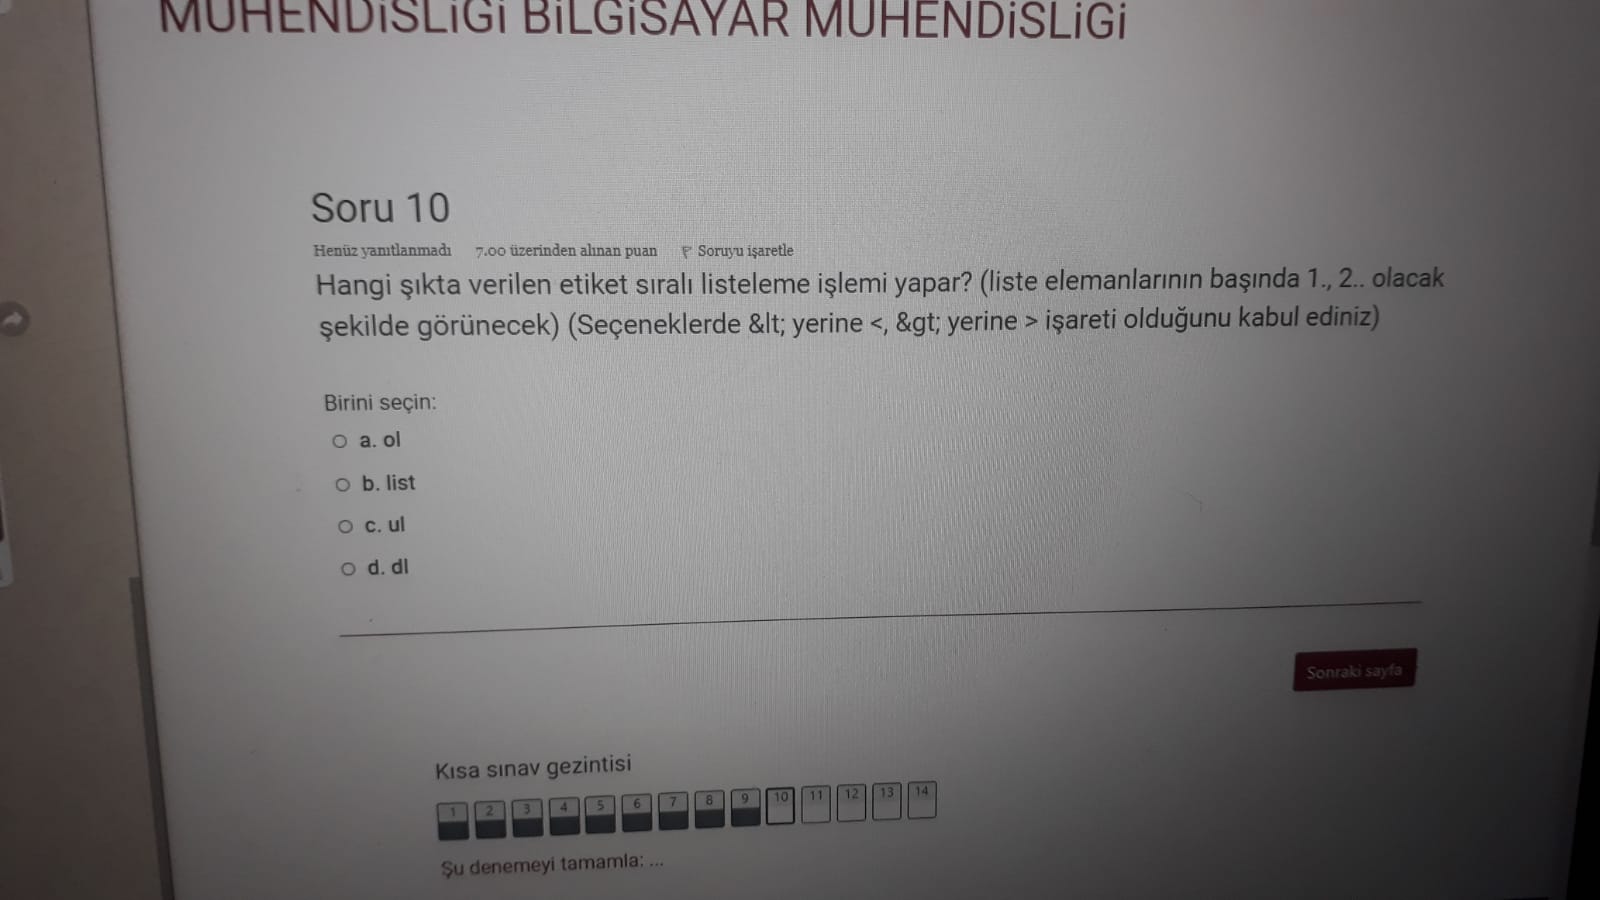 MÜHENDİSLİĞİ BİLGİSAYAR MÜHENDİSLİĞİ
Soru 10
Henüz yanıtlanmadı 7.00 üzerinden alınan puan Soruyu işaretle
Hangi şıkta verilen etiket sıralı listeleme işlemi yapar? (liste elemanlarının başında 1., 2.. olacak
şekilde görünecek) (Seçeneklerde &lt; yerine <, &gt; yerine > işareti olduğunu kabul ediniz)
Birini seçin:
a. ol
b. list
c. ul
d. dl
Sonraki sayfa
Kısa sınav gezintisi
1 2 3 4 5 6 7 8 9 10 11 12 13 14
Şu denemeyi tamamla: ...